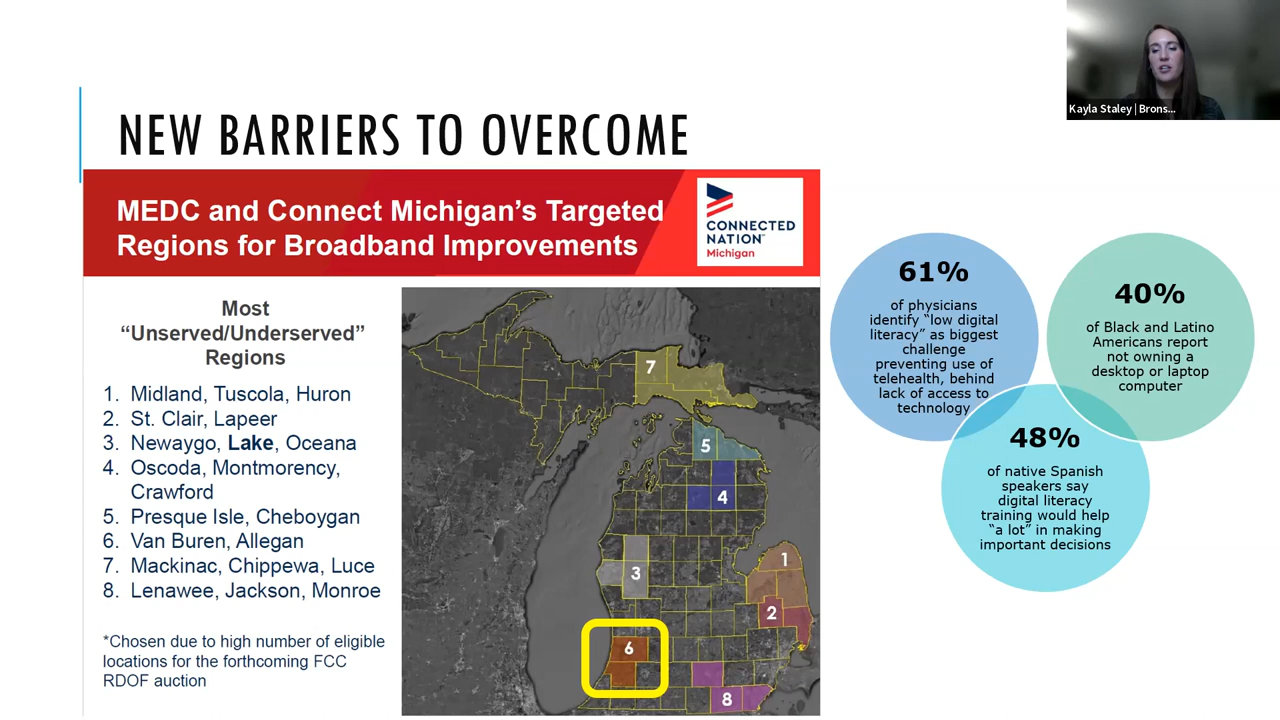 NEW BARRIERS TO OVERCOME
Kayla Staley | Brons...
MEDC and Connect Michigan's Targeted
Regions for Broadband Improvements
CONNECTED
NATION™
Michigan
Most
“Unserved/Underserved”
Regions
1. Midland, Tuscola, Huron
2. St. Clair, Lapeer
3. Newaygo, Lake, Oceana
4. Oscoda, Montmorency,
Crawford
5. Presque Isle, Cheboygan
6. Van Buren, Allegan
7. Mackinac, Chippewa, Luce
8. Lenawee, Jackson, Monroe
*Chosen due to high number of eligible
locations for the forthcoming FCC
RDOF auction
7
5
4
3
1
2
6
8
61%
of physicians
identify “low digital
literacy” as biggest
challenge
preventing use of
telehealth, behind
lack of access to
technology
40%
of Black and Latino
Americans report
not owning a
desktop or laptop
computer
48%
of native Spanish
speakers say
digital literacy
training would help
“a lot” in making
important decisions